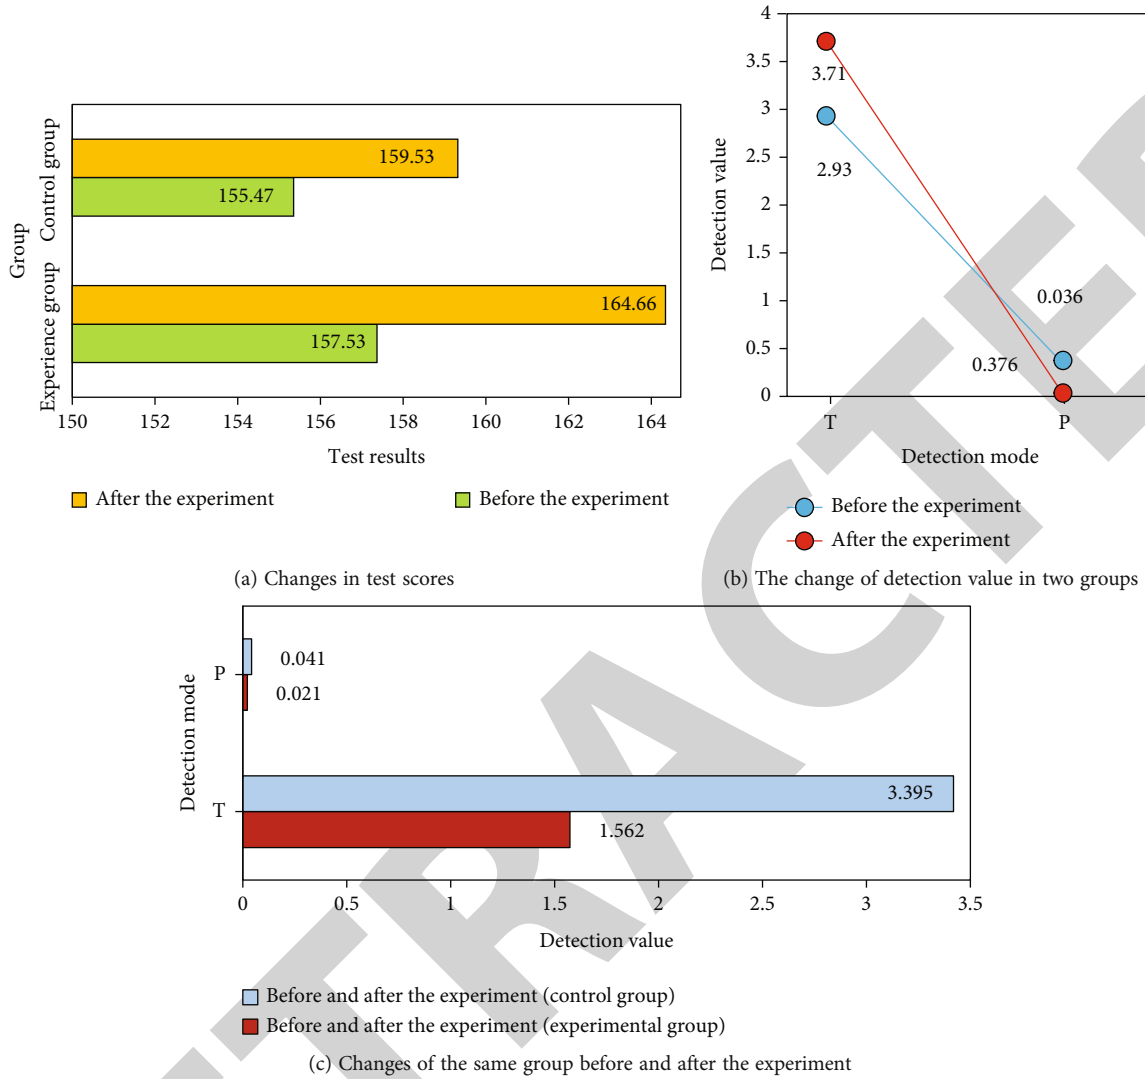 Group
Control group
Experience group
159.53
155.47
164.66
157.53
150 152 154 156 158 160 162 164
Test results
After the experiment
Before the experiment
(a) Changes in test scores
Detection value
4
3.5
3
2.5
2
1.5
1
0.5
0
3.71
2.93
0.036
0.376
T P
Detection mode
Before the experiment
After the experiment
(b) The change of detection value in two groups
Detection mode
P
T
0.041
0.021
3.395
1.562
0 0.5 1 1.5 2 2.5 3 3.5
Detection value
Before and after the experiment (control group)
Before and after the experiment (experimental group)
(c) Changes of the same group before and after the experiment
TRACTE